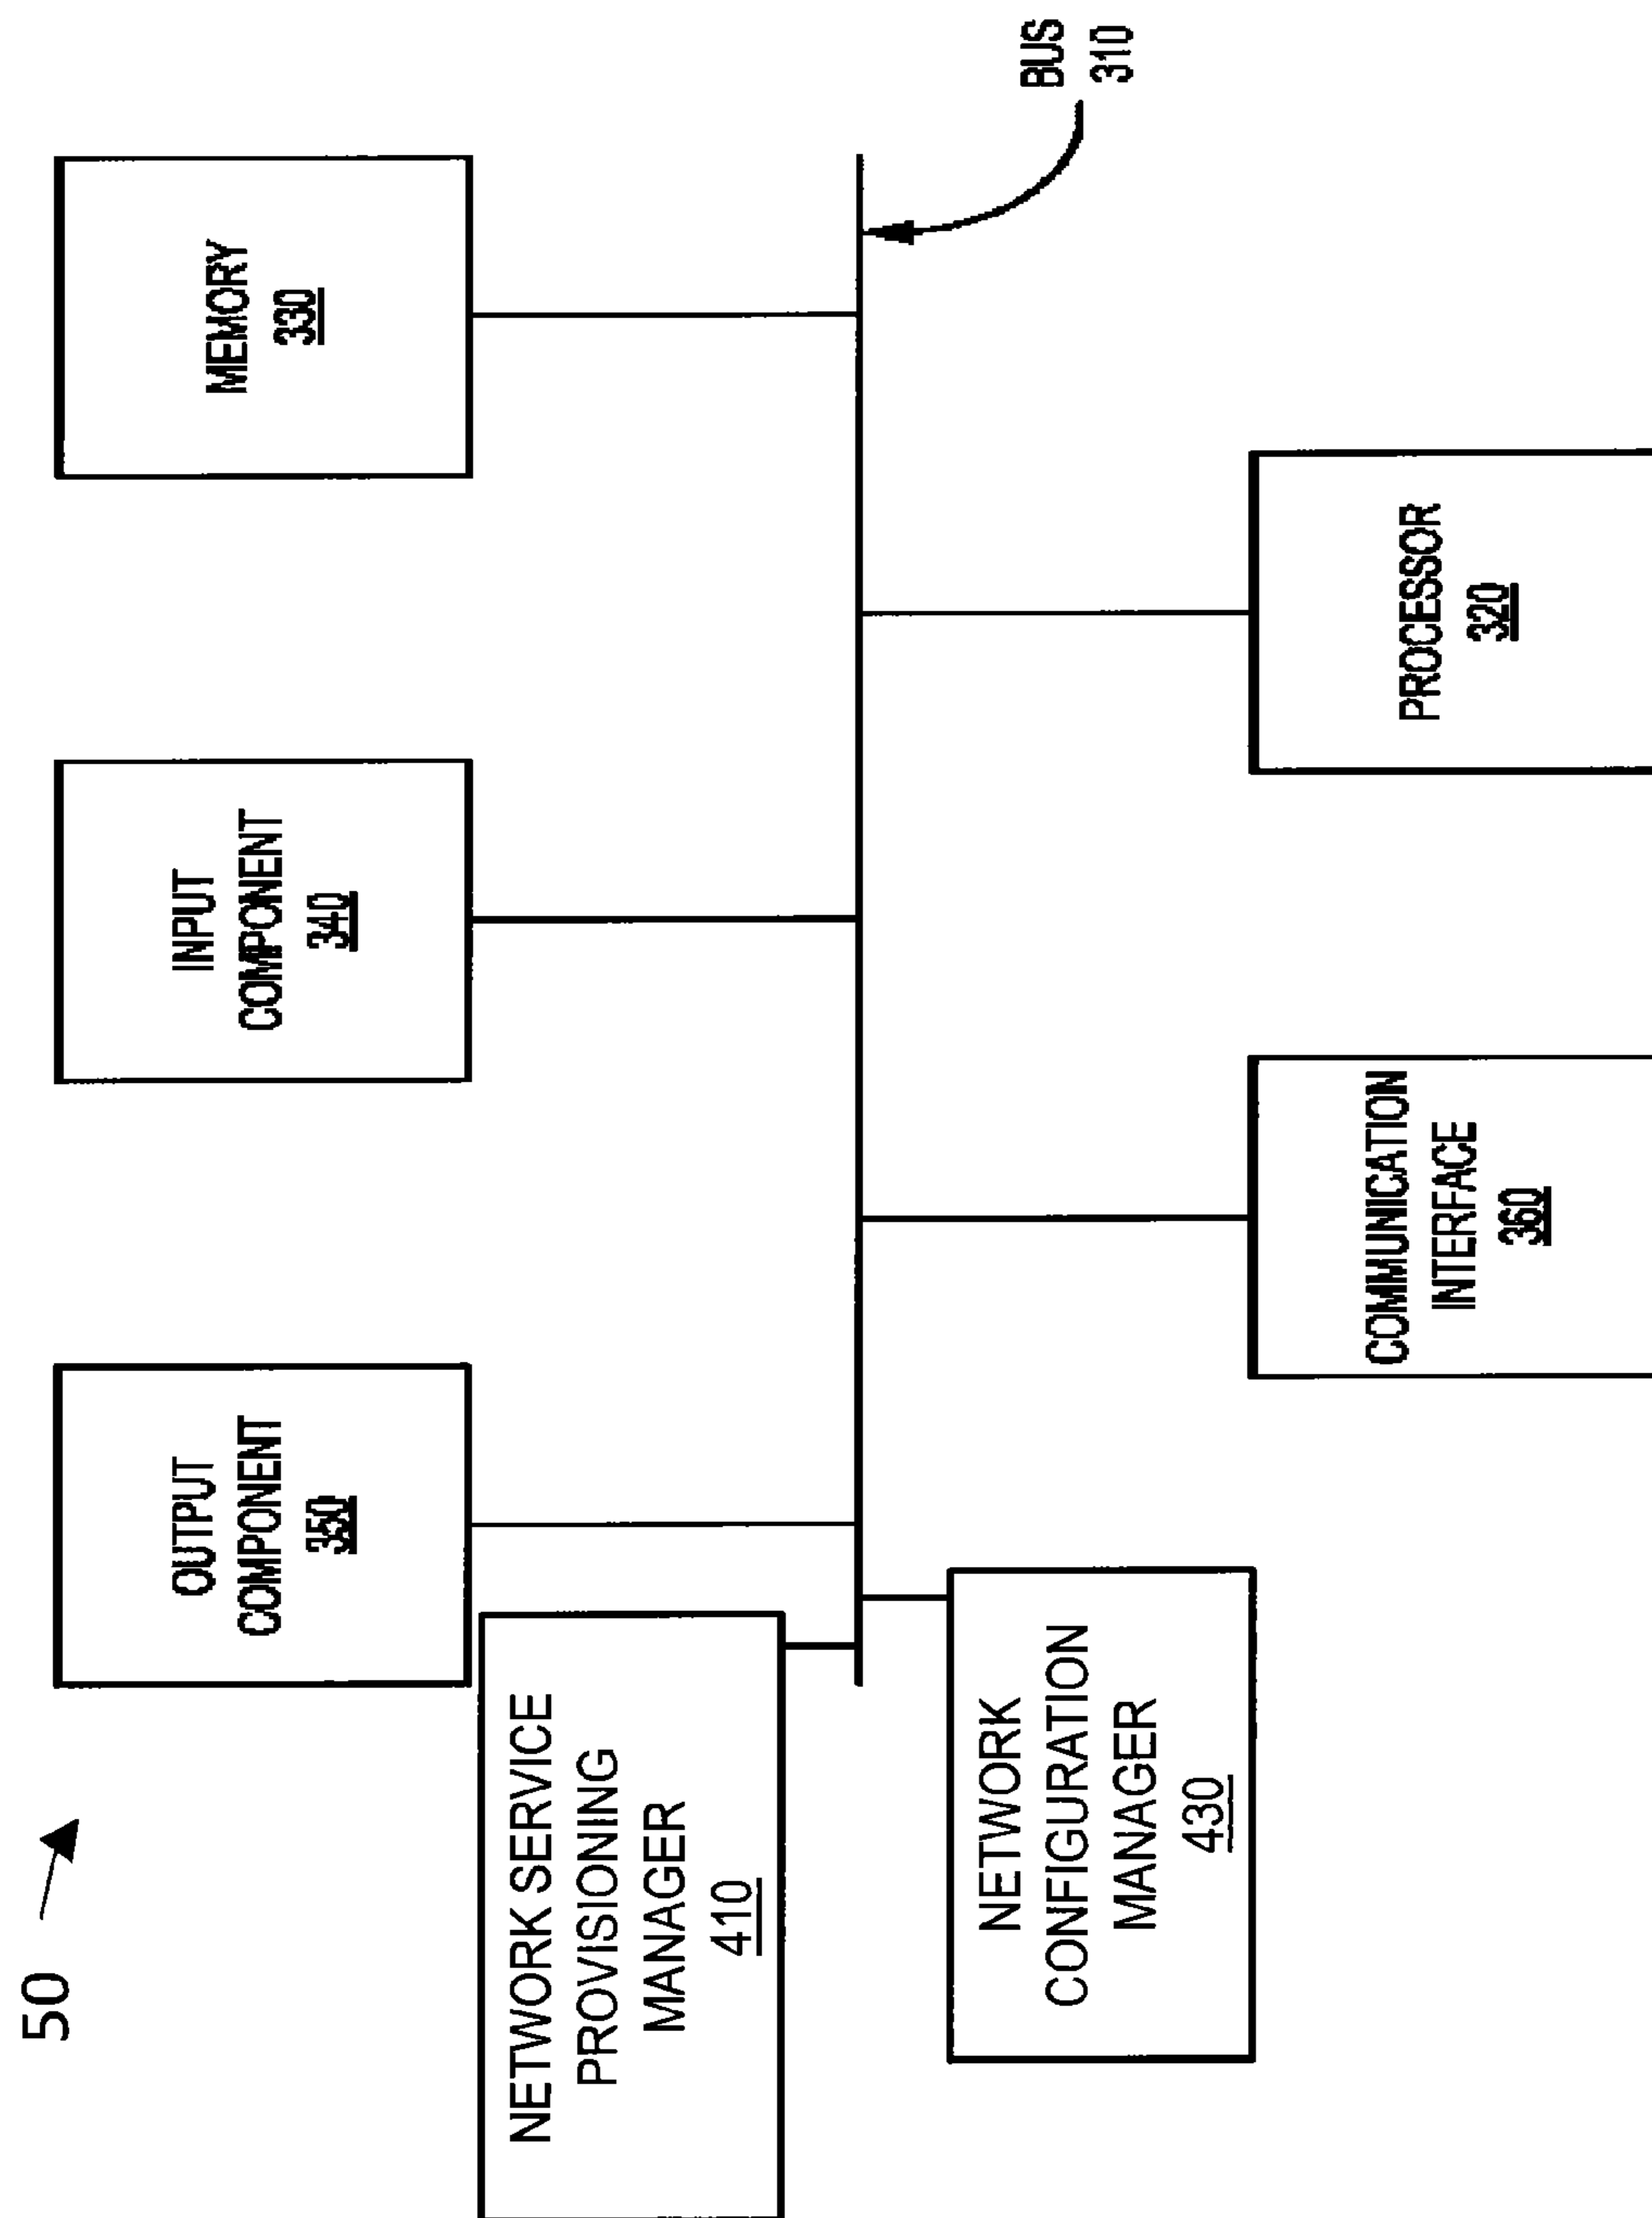 50
OUTPUT
COMPONENT
350
INPUT
COMPONENT
340
MEMORY
330
NETWORK SERVICE
PROVISIONING
MANAGER
410
BUS
310
NETWORK
CONFIGURATION
MANAGER
430
COMMUNICATION
INTERFACE
360
PROCESSOR
320